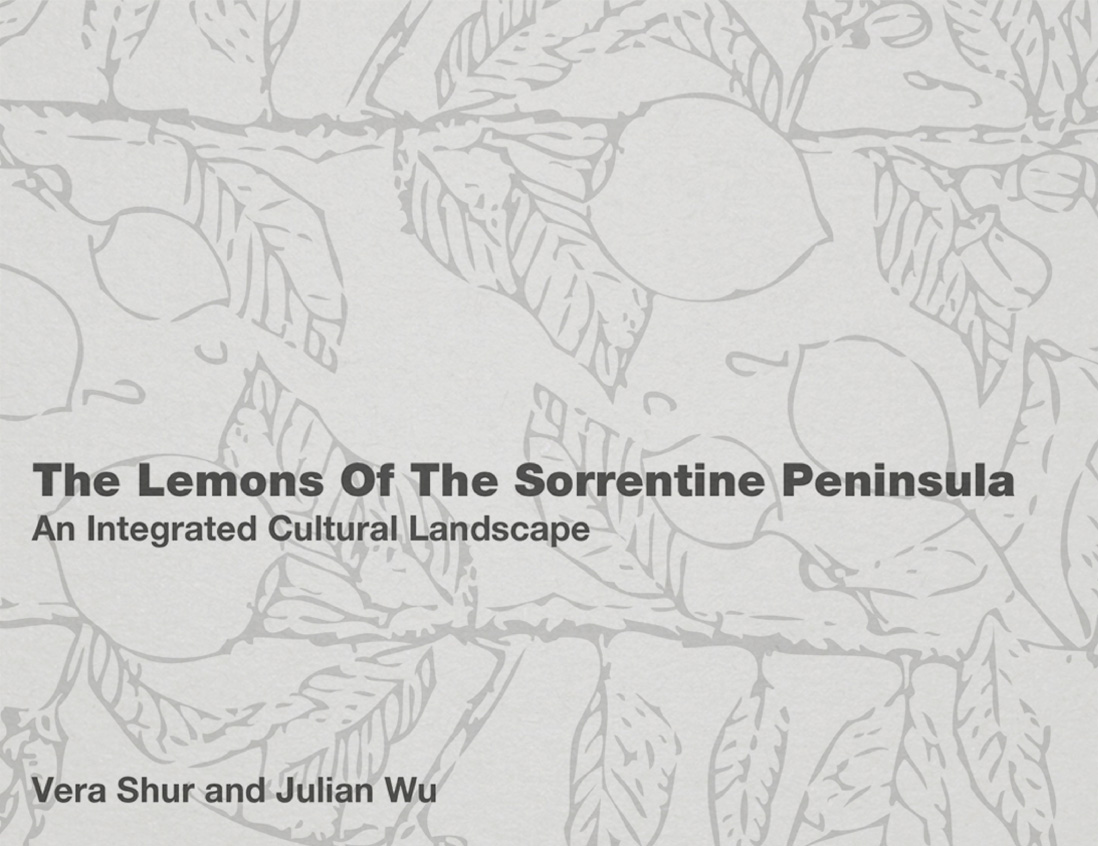 The Lemons Of The Sorrentine Peninsula
An Integrated Cultural Landscape
Vera Shur and Julian Wu